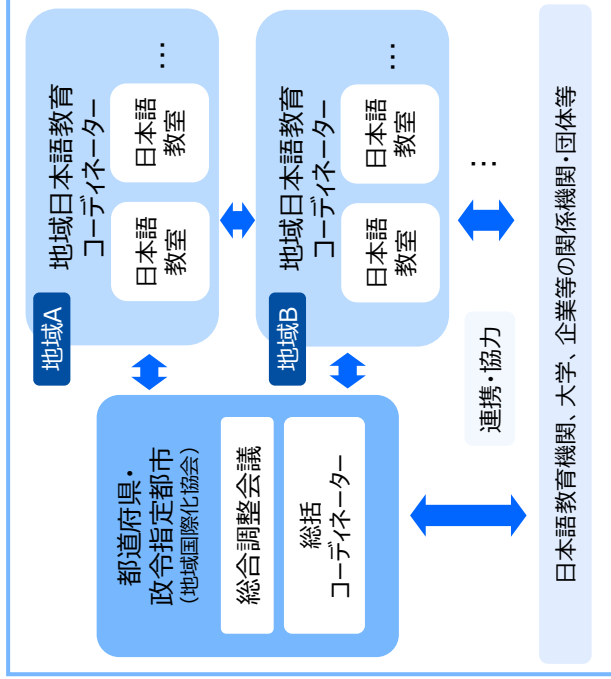 都道府県・
政令指定都市
（地域国際化協会）
総合調整会議
総括
コーディネーター
地域A
地域日本語教育
コーディネーター
日本語
教室
日本語
教室
…
地域B
地域日本語教育
コーディネーター
日本語
教室
日本語
教室
…
…
連携・協力
日本語教育機関、大学、企業等の関係機関・団体等